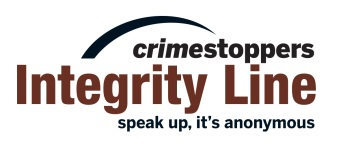 crimestoppers
Integrity Line
speak up, it's anonymous